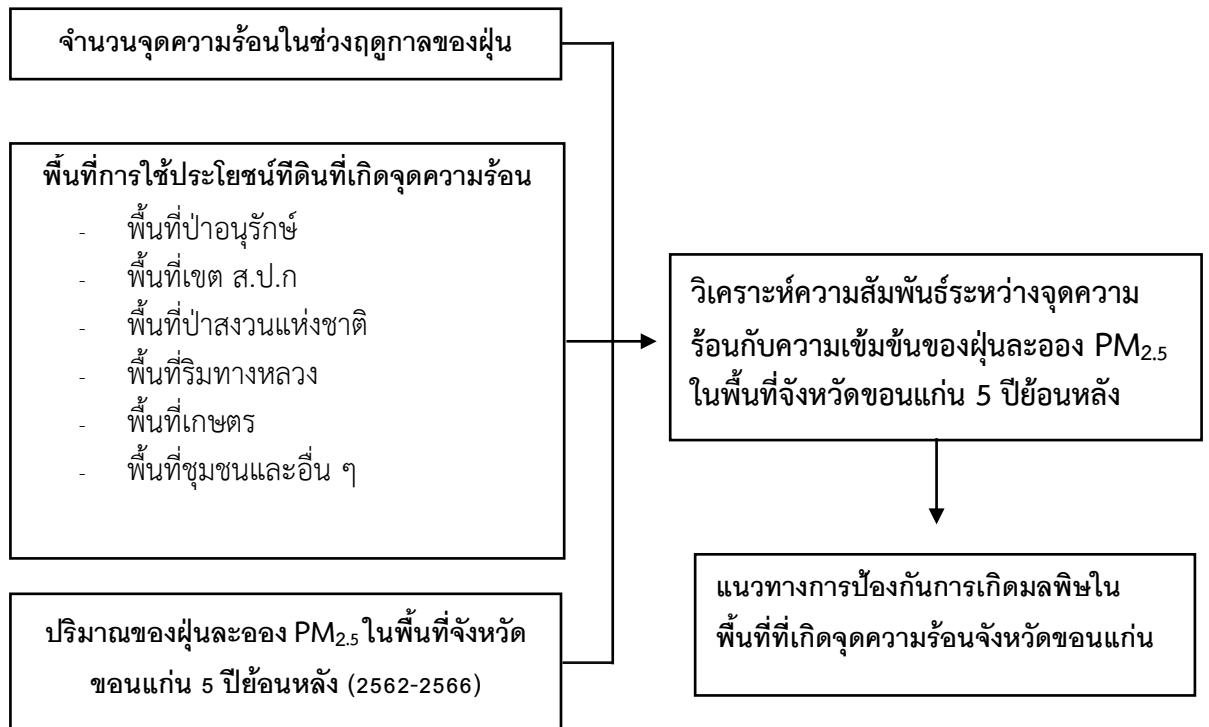 จำนวนจุดความร้อนในช่วงฤดูกาลของฝุ่น
พื้นที่การใช้ประโยชน์ทีดินที่เกิดจุดความร้อน
- พื้นที่ป่าอนุรักษ์
- พื้นที่เขต ส.ป.ก
- พื้นที่ป่าสงวนแห่งชาติ
- พื้นที่ริมทางหลวง
- พื้นที่เกษตร
- พื้นที่ชุมชนและอื่น ๆ
ปริมาณของฝุ่นละออง PM2.5 ในพื้นที่จังหวัด
ขอนแก่น 5 ปีย้อนหลัง (2562-2566)
วิเคราะห์ความสัมพันธ์ระหว่างจุดความ
ร้อนกับความเข้มข้นของฝุ่นละออง PM2.5
ในพื้นที่จังหวัดขอนแก่น 5 ปีย้อนหลัง
แนวทางการป้องกันการเกิดมลพิษใน
พื้นที่ที่เกิดจุดความร้อนจังหวัดขอนแก่น